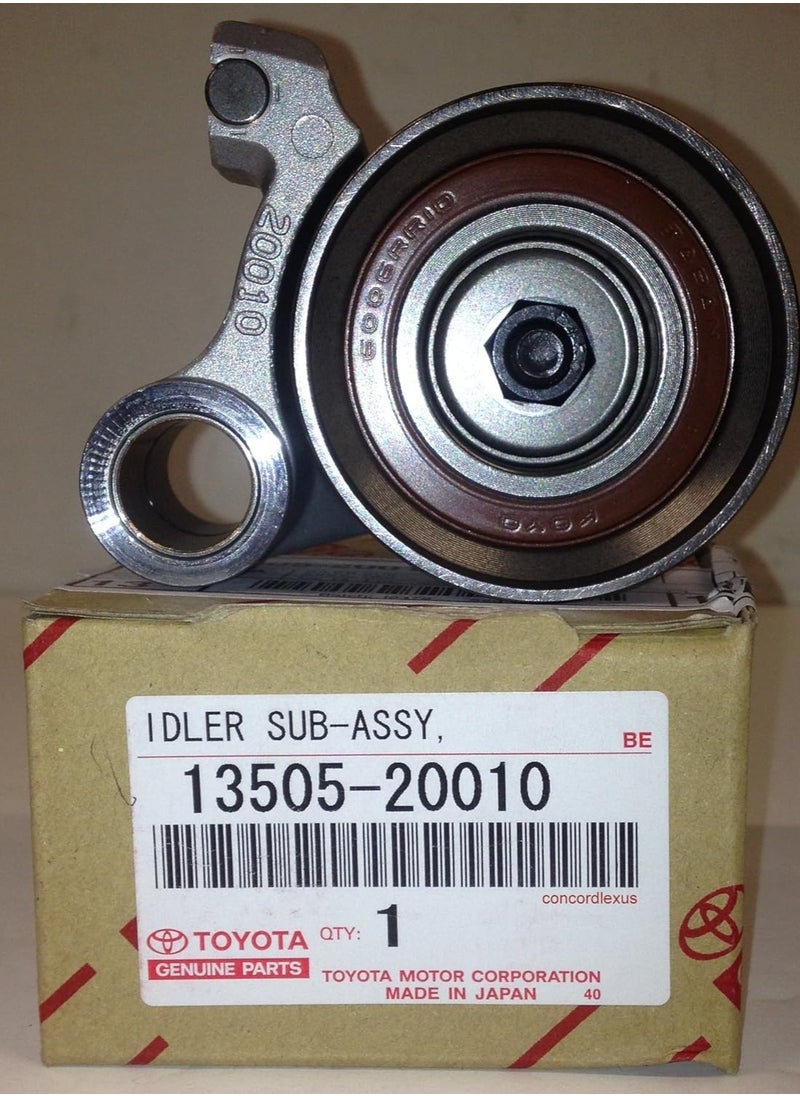 20010
6006RRID
KOYO
IDLER SUB-ASSY,
BE
13505-20010
concordlexus
TOYOTA
QTY: 1
GENUINE PARTS
TOYOTA MOTOR CORPORATION
MADE IN JAPAN 40